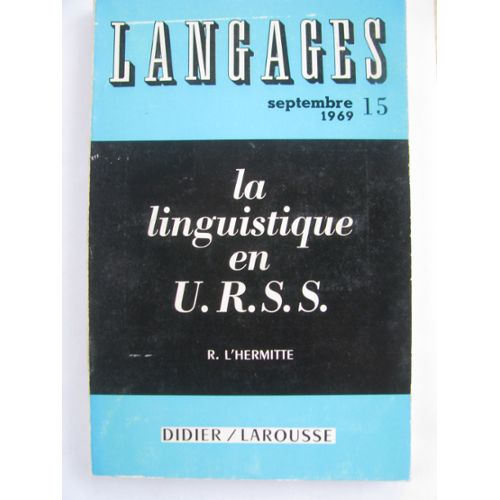 LANGAGES
septembre 15
1969
la
linguistique
en
U.R.S.S.
R. L'HERMITTE
DIDIER/LAROUSSE